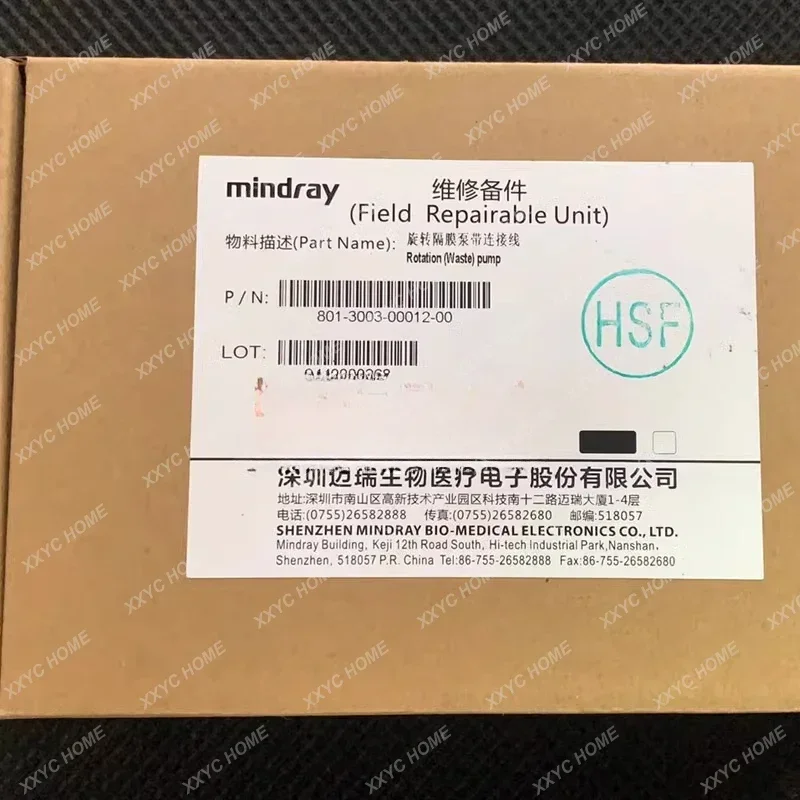 mindray
维修备件
(Field Repairable Unit)
物料描述(Part Name): 旋转隔膜泵带连接线
Rotation (Waste) pump
P/N:
801-3003-00012-00
LOT:
HSF
深圳迈瑞生物医疗电子股份有限公司
地址:深圳市南山区高新技术产业园区科技南十二路迈瑞大厦1-4层
电话:(0755)26582888 传真:(0755)26582680 邮编:518057
SHENZHEN MINDRAY BIO-MEDICAL ELECTRONICS CO., LTD.
Mindray Building, Keji 12th Road South, Hi-tech Industrial Park,Nanshan,
Shenzhen, 518057 P.R. China Tel:86-755-26582888 Fax:86-755-26582680
XXYC HOME